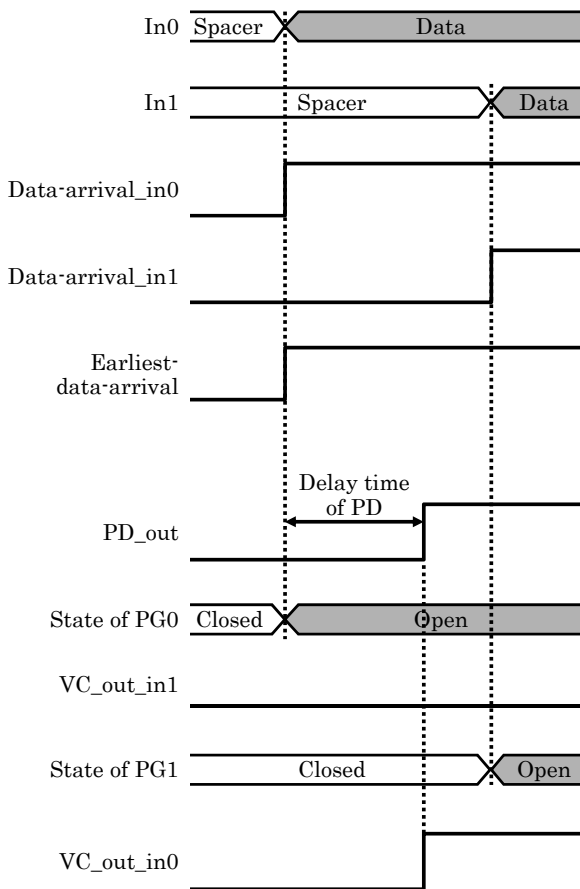 In0 Spacer Data
In1 Spacer Data
Data-arrival_in0
Data-arrival_in1
Earliest-
data-arrival
Delay time
of PD
PD_out
State of PG0 Closed Open
VC_out_in1
State of PG1 Closed Open
VC_out_in0